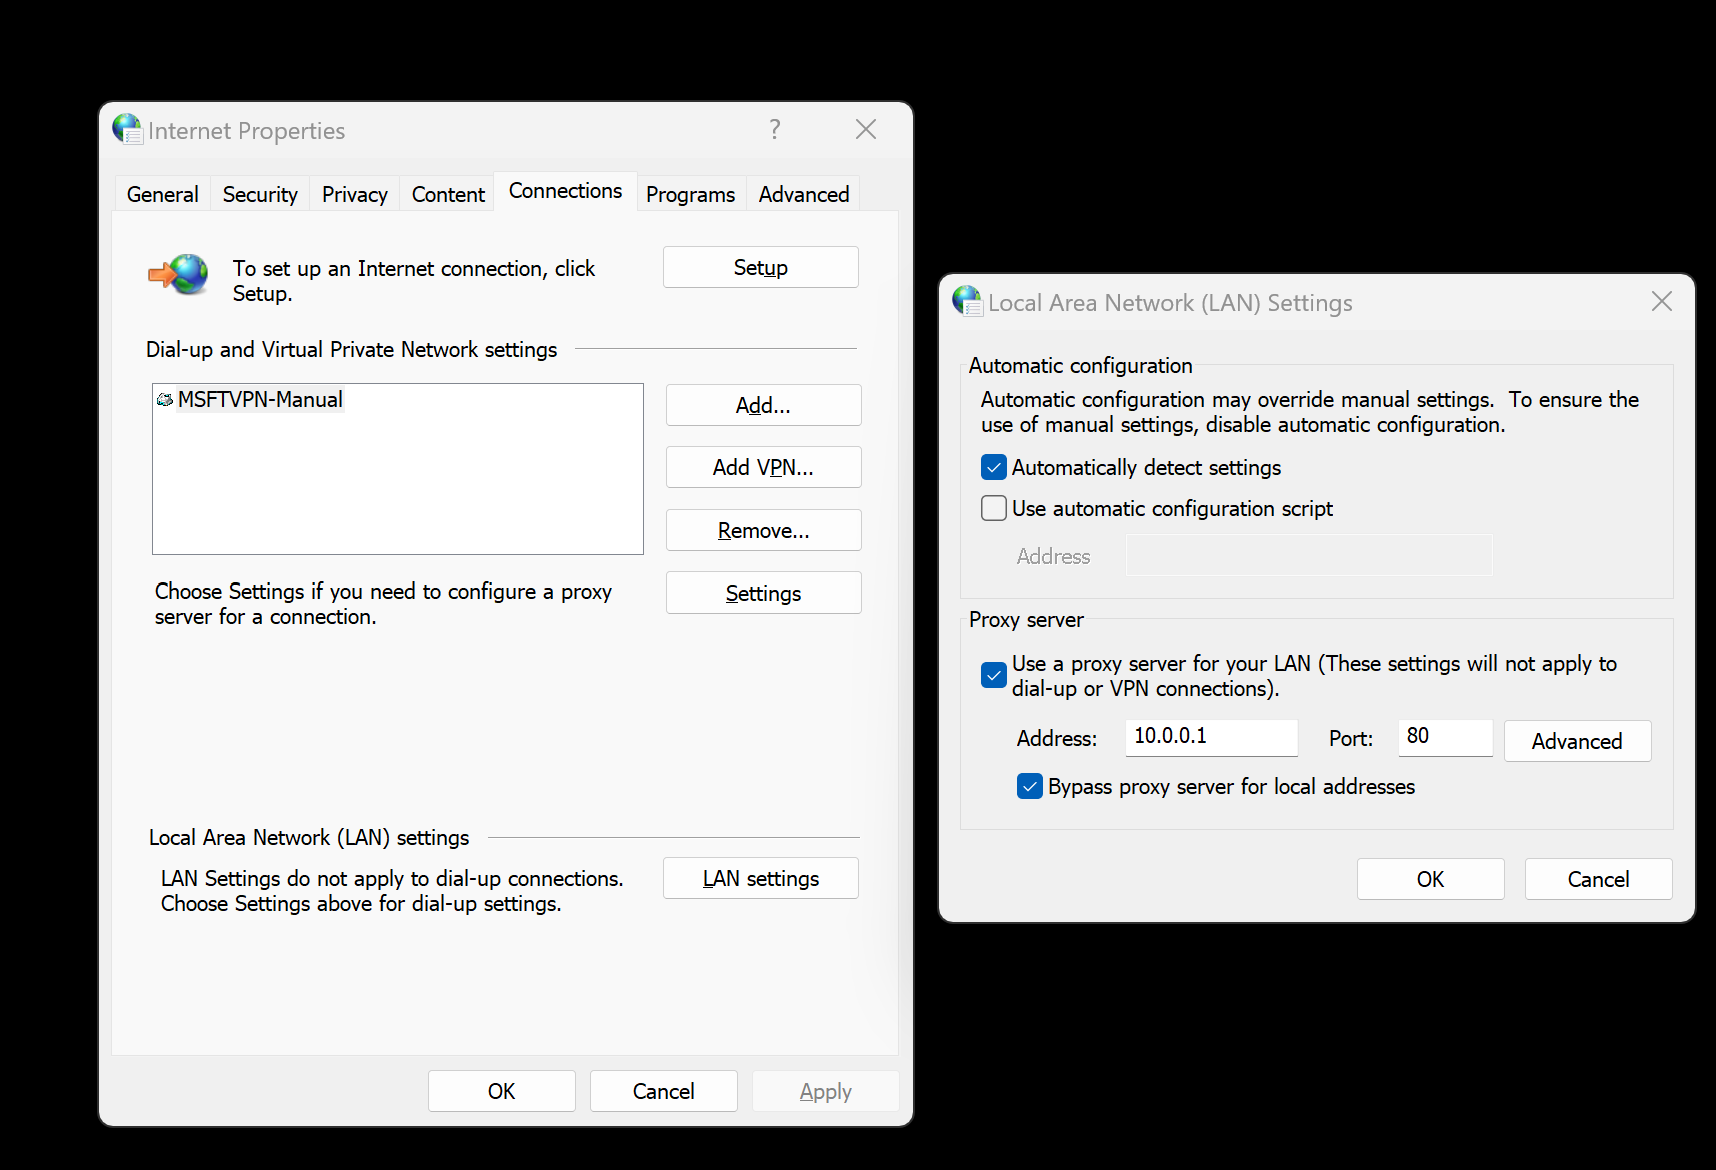 Internet Properties
?
General Security Privacy Content Connections Programs Advanced
To set up an Internet connection, click
Setup.
Setup
Dial-up and Virtual Private Network settings
MSFTVPN-Manual
Add...
Add VPN...
Remove...
Settings
Choose Settings if you need to configure a proxy
server for a connection.
Local Area Network (LAN) settings
LAN Settings do not apply to dial-up connections.
Choose Settings above for dial-up settings.
LAN settings
OK Cancel Apply
Local Area Network (LAN) Settings
Automatic configuration
Automatic configuration may override manual settings. To ensure the
use of manual settings, disable automatic configuration.
Automatically detect settings
Use automatic configuration script
Address
Proxy server
Use a proxy server for your LAN (These settings will not apply to
dial-up or VPN connections).
Address: 10.0.0.1 Port: 80 Advanced
Bypass proxy server for local addresses
OK Cancel